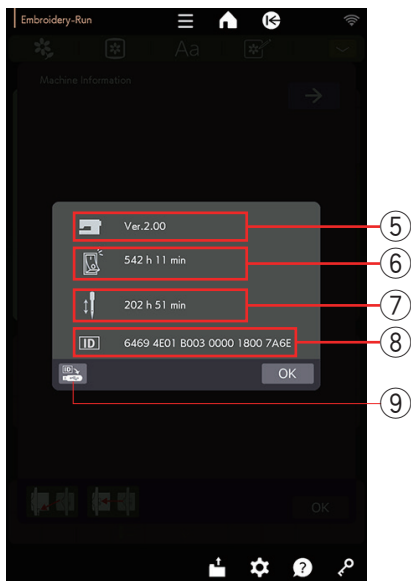 Embroidery-Run
Aa
Machine Information
Ver.2.00
5
542 h 11 min
6
202 h 51 min
7
ID
6469 4E01 B003 0000 1800 7A6E
8
ID
OK
9
OK
?